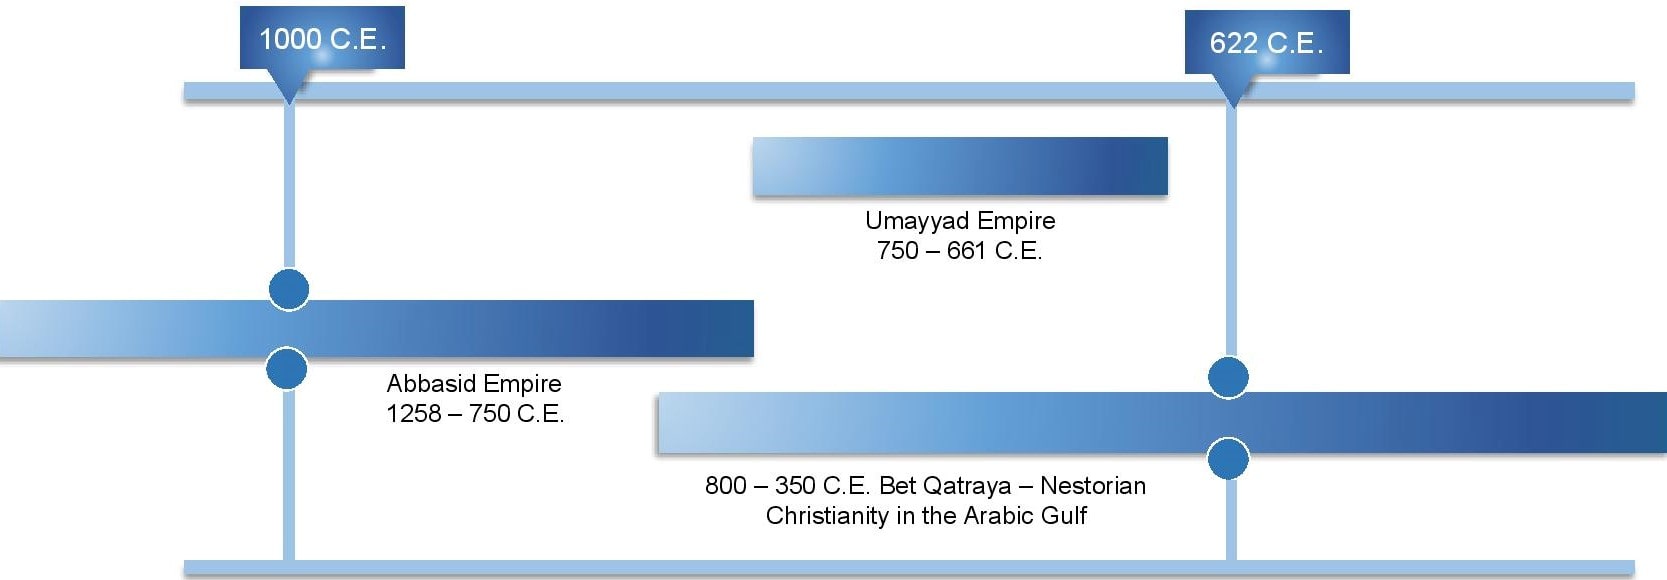 1000 C.E.
622 C.E.
Umayyad Empire
750 – 661 C.E.
Abbasid Empire
1258 – 750 C.E.
800 – 350 C.E. Bet Qatraya – Nestorian
Christianity in the Arabic Gulf